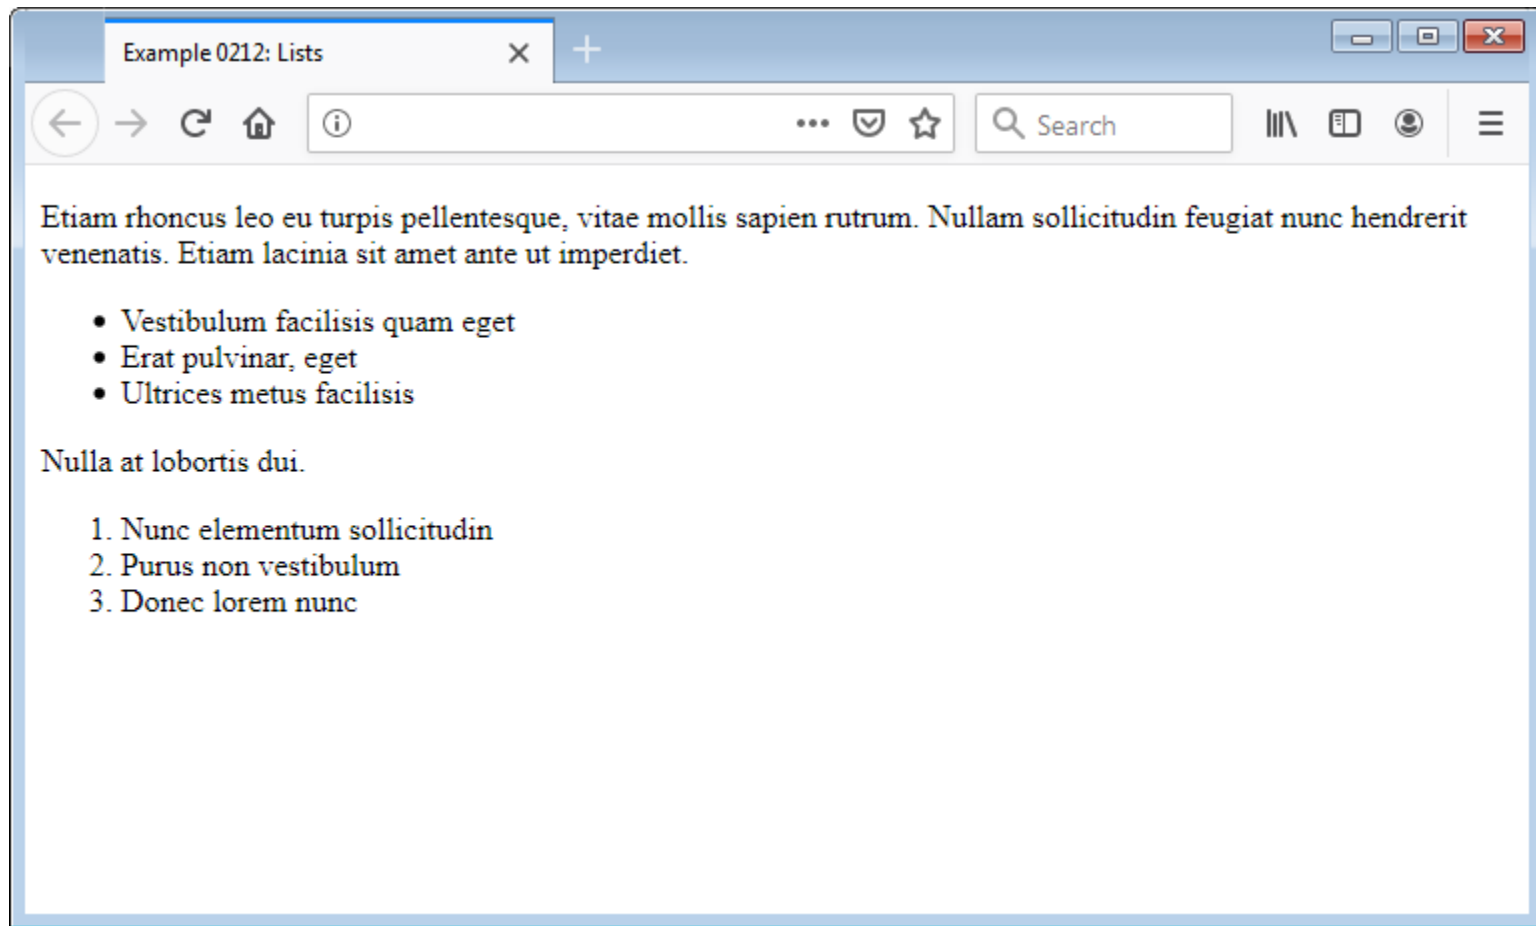 Example 0212: Lists
Search
Etiam rhoncus leo eu turpis pellentesque, vitae mollis sapien rutrum. Nullam sollicitudin feugiat nunc hendrerit
venenatis. Etiam lacinia sit amet ante ut imperdiet.
• Vestibulum facilisis quam eget
• Erat pulvinar, eget
• Ultrices metus facilisis
Nulla at lobortis dui.
1. Nunc elementum sollicitudin
2. Purus non vestibulum
3. Donec lorem nunc